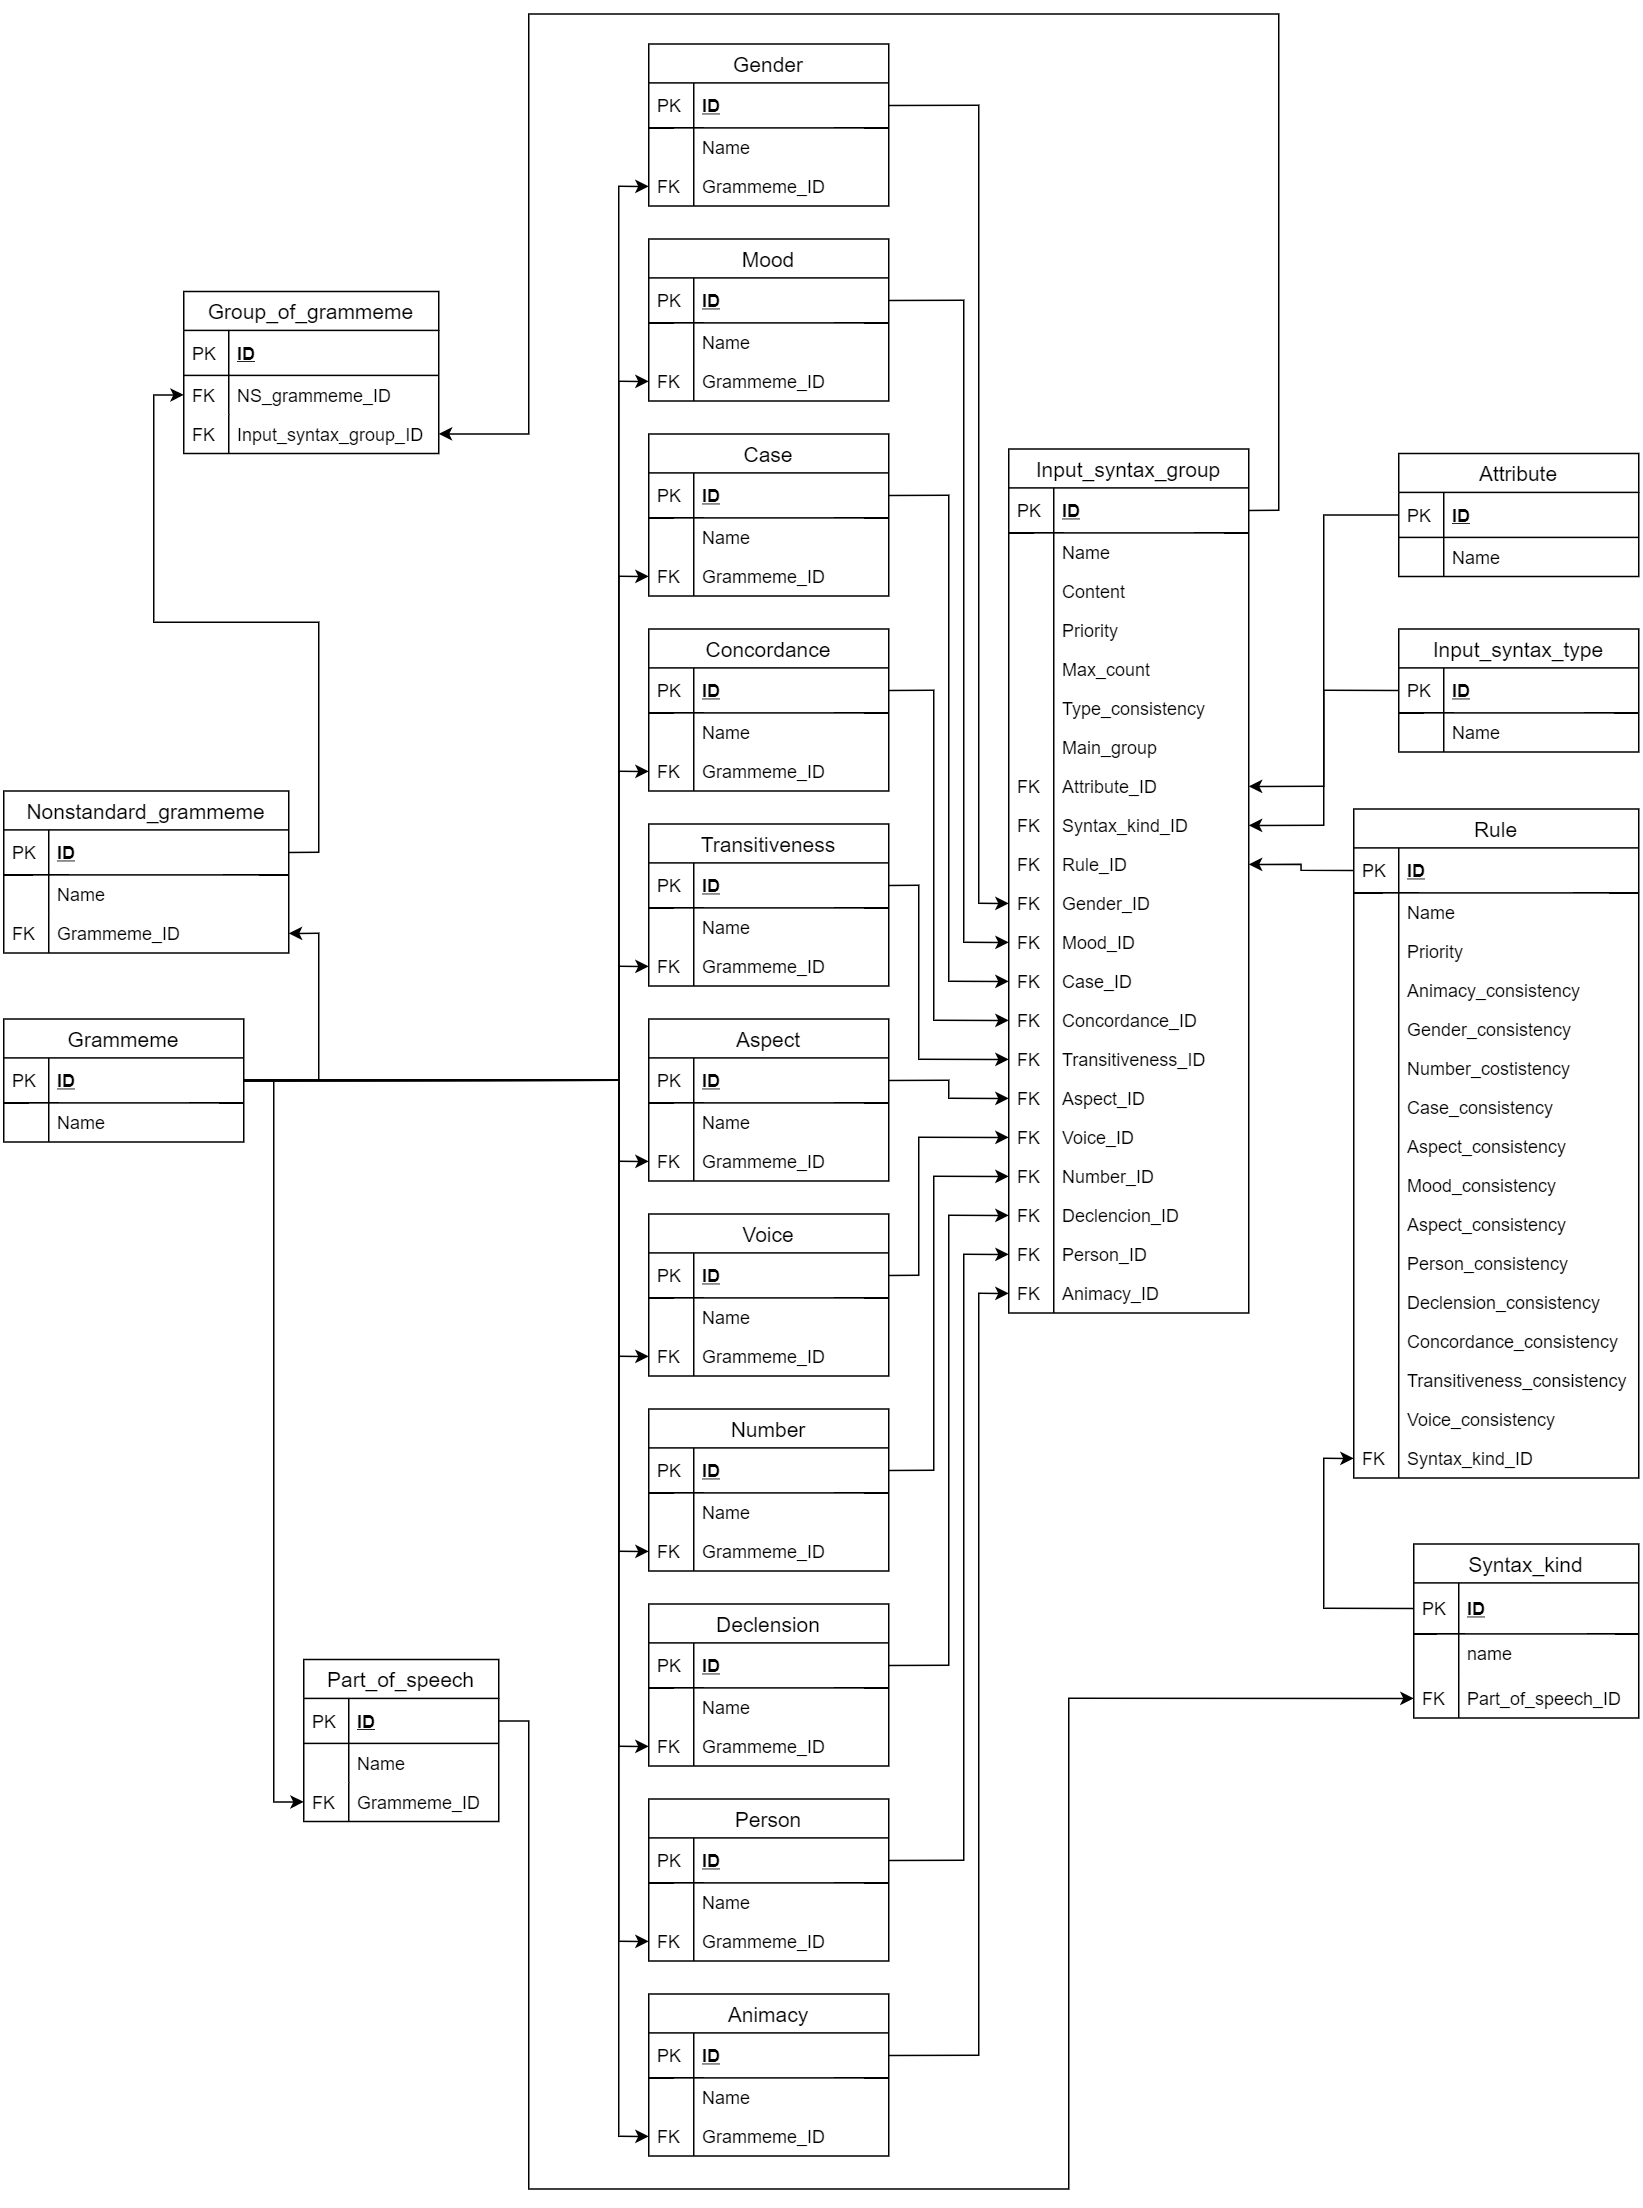 Gender
PK ID
Name
FK Grammeme_ID
Mood
PK ID
Name
FK Grammeme_ID
Group_of_grammeme
PK ID
FK NS_grammeme_ID
FK Input_syntax_group_ID
Case
PK ID
Name
FK Grammeme_ID
Concordance
PK ID
Name
FK Grammeme_ID
Nonstandard_grammeme
PK ID
Name
FK Grammeme_ID
Transitiveness
PK ID
Name
FK Grammeme_ID
Grammeme
PK ID
Name
Aspect
PK ID
Name
FK Grammeme_ID
Voice
PK ID
Name
FK Grammeme_ID
Number
PK ID
Name
FK Grammeme_ID
Declension
PK ID
Name
FK Grammeme_ID
Part_of_speech
PK ID
Name
FK Grammeme_ID
Person
PK ID
Name
FK Grammeme_ID
Animacy
PK ID
Name
FK Grammeme_ID
Input_syntax_group
PK ID
Name
Content
Priority
Max_count
Type_consistency
Main_group
FK Attribute_ID
FK Syntax_kind_ID
FK Rule_ID
FK Gender_ID
FK Mood_ID
FK Case_ID
FK Concordance_ID
FK Transitiveness_ID
FK Aspect_ID
FK Voice_ID
FK Number_ID
FK Declencion_ID
FK Person_ID
FK Animacy_ID
Attribute
PK ID
Name
Input_syntax_type
PK ID
Name
Rule
PK ID
Name
Priority
Animacy_consistency
Gender_consistency
Number_costistency
Case_consistency
Aspect_consistency
Mood_consistency
Aspect_consistency
Person_consistency
Declension_consistency
Concordance_consistency
Transitiveness_consistency
Voice_consistency
FK Syntax_kind_ID
Syntax_kind
PK ID
name
FK Part_of_speech_ID